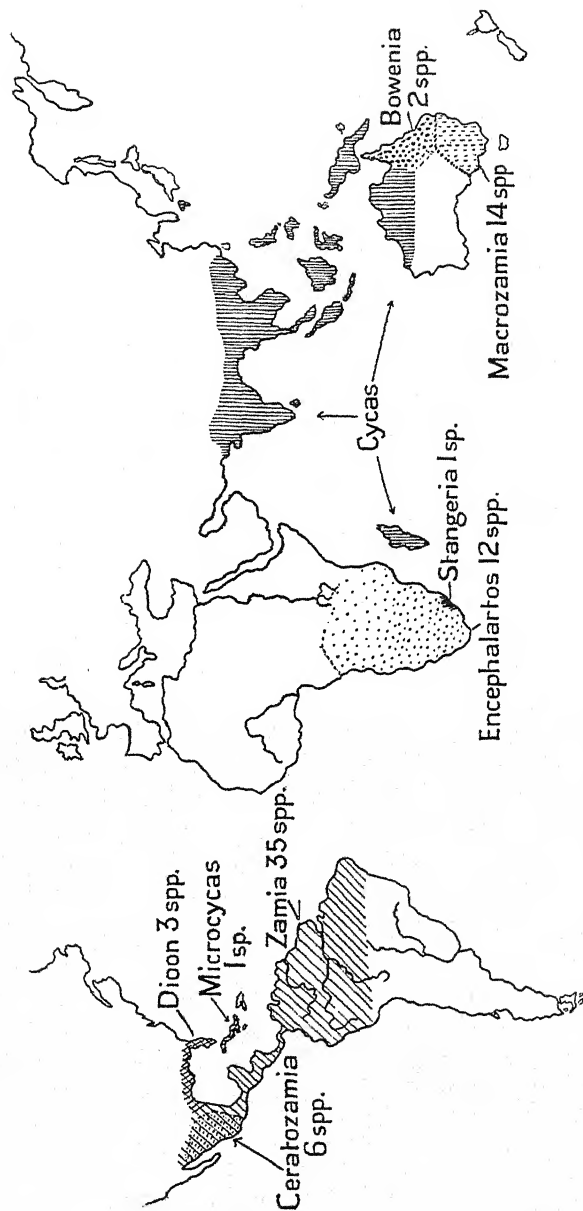 Dioon 3 spp.
Microcycas
1 sp.
Ceratozamia
6 spp.
Zamia 35 spp.
Encephalartos 12 spp.
Stangeria 1 sp.
Cycas
Bowenia
2 spp.
Macrozamia 14 spp